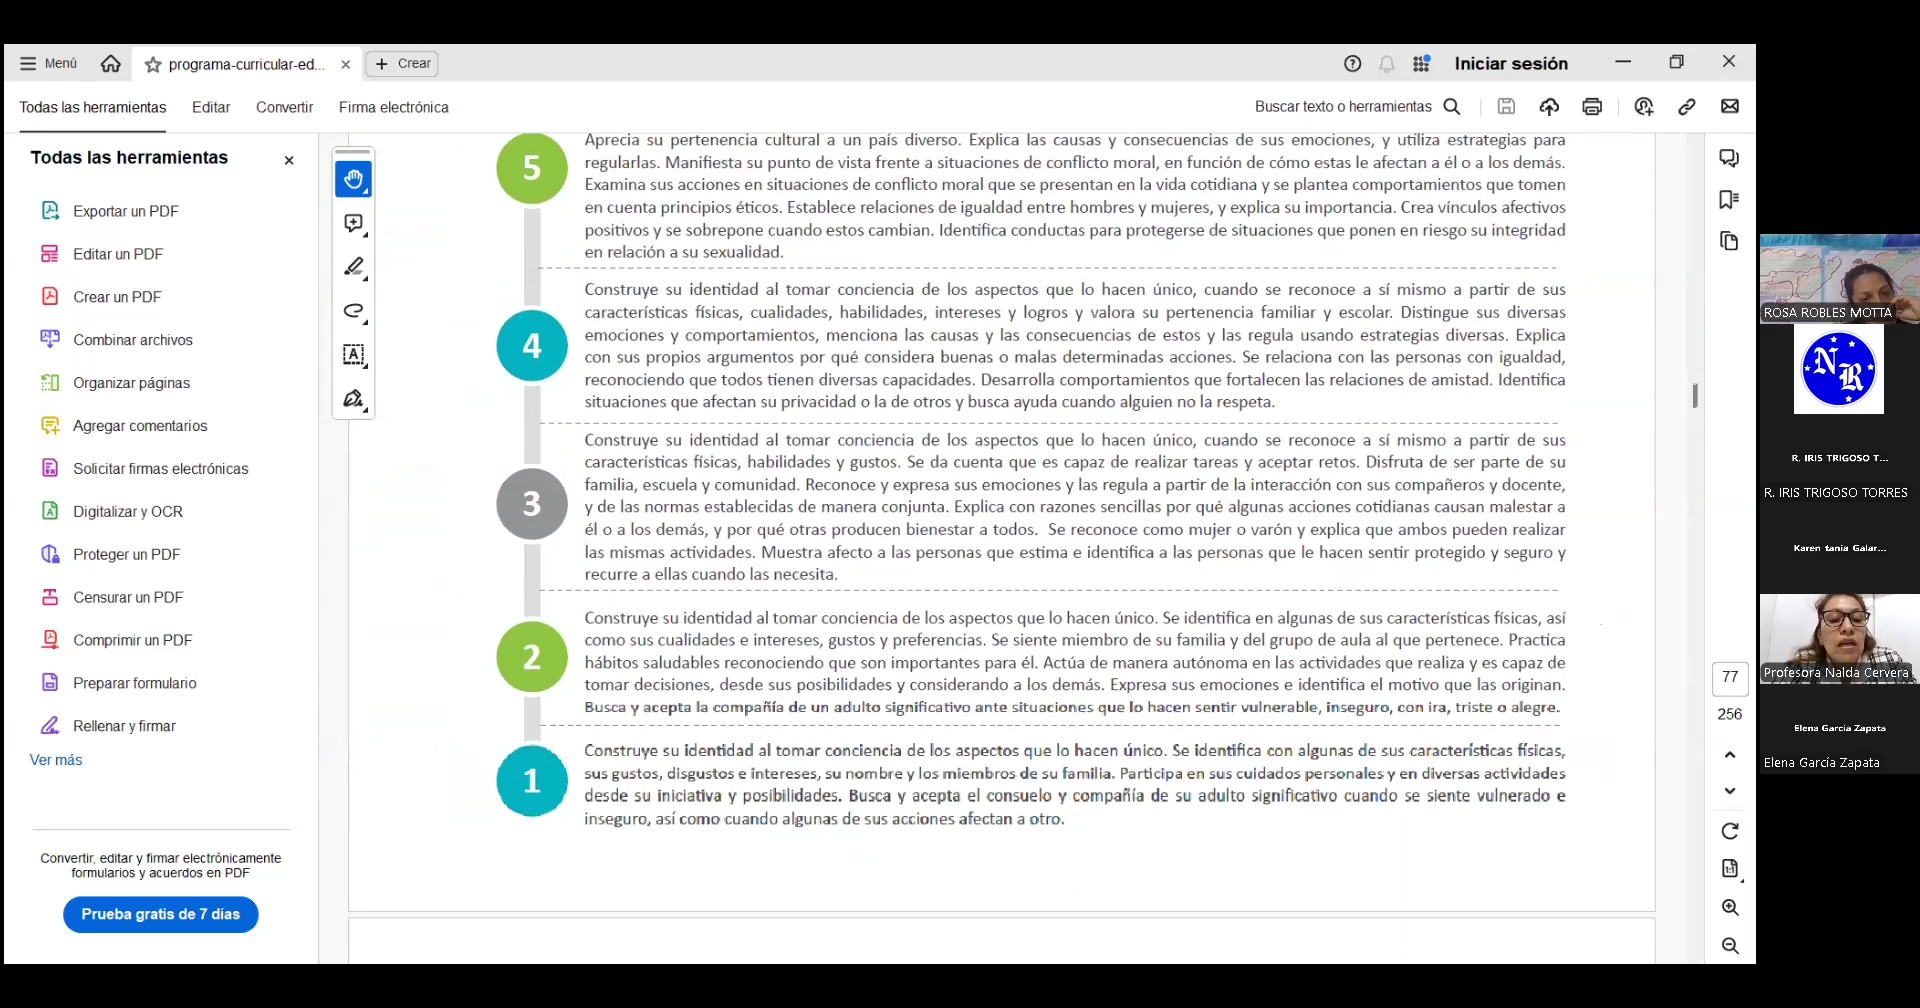 Menú
programa-curricular-ed...
Crear
Iniciar sesión
Todas las herramientas
Editar
Convertir
Firma electrónica
Buscar texto o herramientas
Todas las herramientas
Exportar un PDF
Editar un PDF
Crear un PDF
Combinar archivos
Organizar páginas
Agregar comentarios
Solicitar firmas electrónicas
Digitalizar y OCR
Proteger un PDF
Censurar un PDF
Comprimir un PDF
Preparar formulario
Rellenar y firmar
Ver más
Convertir, editar y firmar electrónicamente
formularios y acuerdos en PDF
Prueba gratis de 7 días
5
Aprecia su pertenencia cultural a un país diverso. Explica las causas y consecuencias de sus emociones, y utiliza estrategias para
regularlas. Manifiesta su punto de vista frente a situaciones de conflicto moral, en función de cómo estas le afectan a él o a los demás.
Examina sus acciones en situaciones de conflicto moral que se presentan en la vida cotidiana y se plantea comportamientos que tomen
en cuenta principios éticos. Establece relaciones de igualdad entre hombres y mujeres, y explica su importancia. Crea vínculos afectivos
positivos y se sobrepone cuando estos cambian. Identifica conductas para protegerse de situaciones que ponen en riesgo su integridad
en relación a su sexualidad.
4
Construye su identidad al tomar conciencia de los aspectos que lo hacen único, cuando se reconoce a sí mismo a partir de sus
características físicas, cualidades, habilidades, intereses y logros y valora su pertenencia familiar y escolar. Distingue sus diversas
emociones y comportamientos, menciona las causas y las consecuencias de estos y las regula usando estrategias diversas. Explica
con sus propios argumentos por qué considera buenas o malas determinadas acciones. Se relaciona con las personas con igualdad,
reconociendo que todos tienen diversas capacidades. Desarrolla comportamientos que fortalecen las relaciones de amistad. Identifica
situaciones que afectan su privacidad o la de otros y busca ayuda cuando alguien no la respeta.
3
Construye su identidad al tomar conciencia de los aspectos que lo hacen único, cuando se reconoce a sí mismo a partir de sus
características físicas, habilidades y gustos. Se da cuenta que es capaz de realizar tareas y aceptar retos. Disfruta de ser parte de su
familia, escuela y comunidad. Reconoce y expresa sus emociones y las regula a partir de la interacción con sus compañeros y docente,
y de las normas establecidas de manera conjunta. Explica con razones sencillas por qué algunas acciones cotidianas causan malestar a
él o a los demás, y por qué otras producen bienestar a todos. Se reconoce como mujer o varón y explica que ambos pueden realizar
las mismas actividades. Muestra afecto a las personas que estima e identifica a las personas que le hacen sentir protegido y seguro y
recurre a ellas cuando las necesita.
2
Construye su identidad al tomar conciencia de los aspectos que lo hacen único. Se identifica en algunas de sus características físicas, así
como sus cualidades e intereses, gustos y preferencias. Se siente miembro de su familia y del grupo de aula al que pertenece. Practica
hábitos saludables reconociendo que son importantes para él. Actúa de manera autónoma en las actividades que realiza y es capaz de
tomar decisiones, desde sus posibilidades y considerando a los demás. Expresa sus emociones e identifica el motivo que las originan.
Busca y acepta la compañía de un adulto significativo ante situaciones que lo hacen sentir vulnerable, inseguro, con ira, triste o alegre.
1
Construye su identidad al tomar conciencia de los aspectos que lo hacen único. Se identifica con algunas de sus características físicas,
sus gustos, disgustos e intereses, su nombre y los miembros de su familia. Participa en sus cuidados personales y en diversas actividades
desde su iniciativa y posibilidades. Busca y acepta el consuelo y compañía de su adulto significativo cuando se siente vulnerado e
inseguro, así como cuando algunas de sus acciones afectan a otro.
77
256
ROSA ROBLES MOTTA
NR
R. IRIS TRIGOSO T...
R. IRIS TRIGOSO TORRES
Karen tania Galar...
Profesora Nalda Cervera
Elena García Zapata
Elena García Zapata